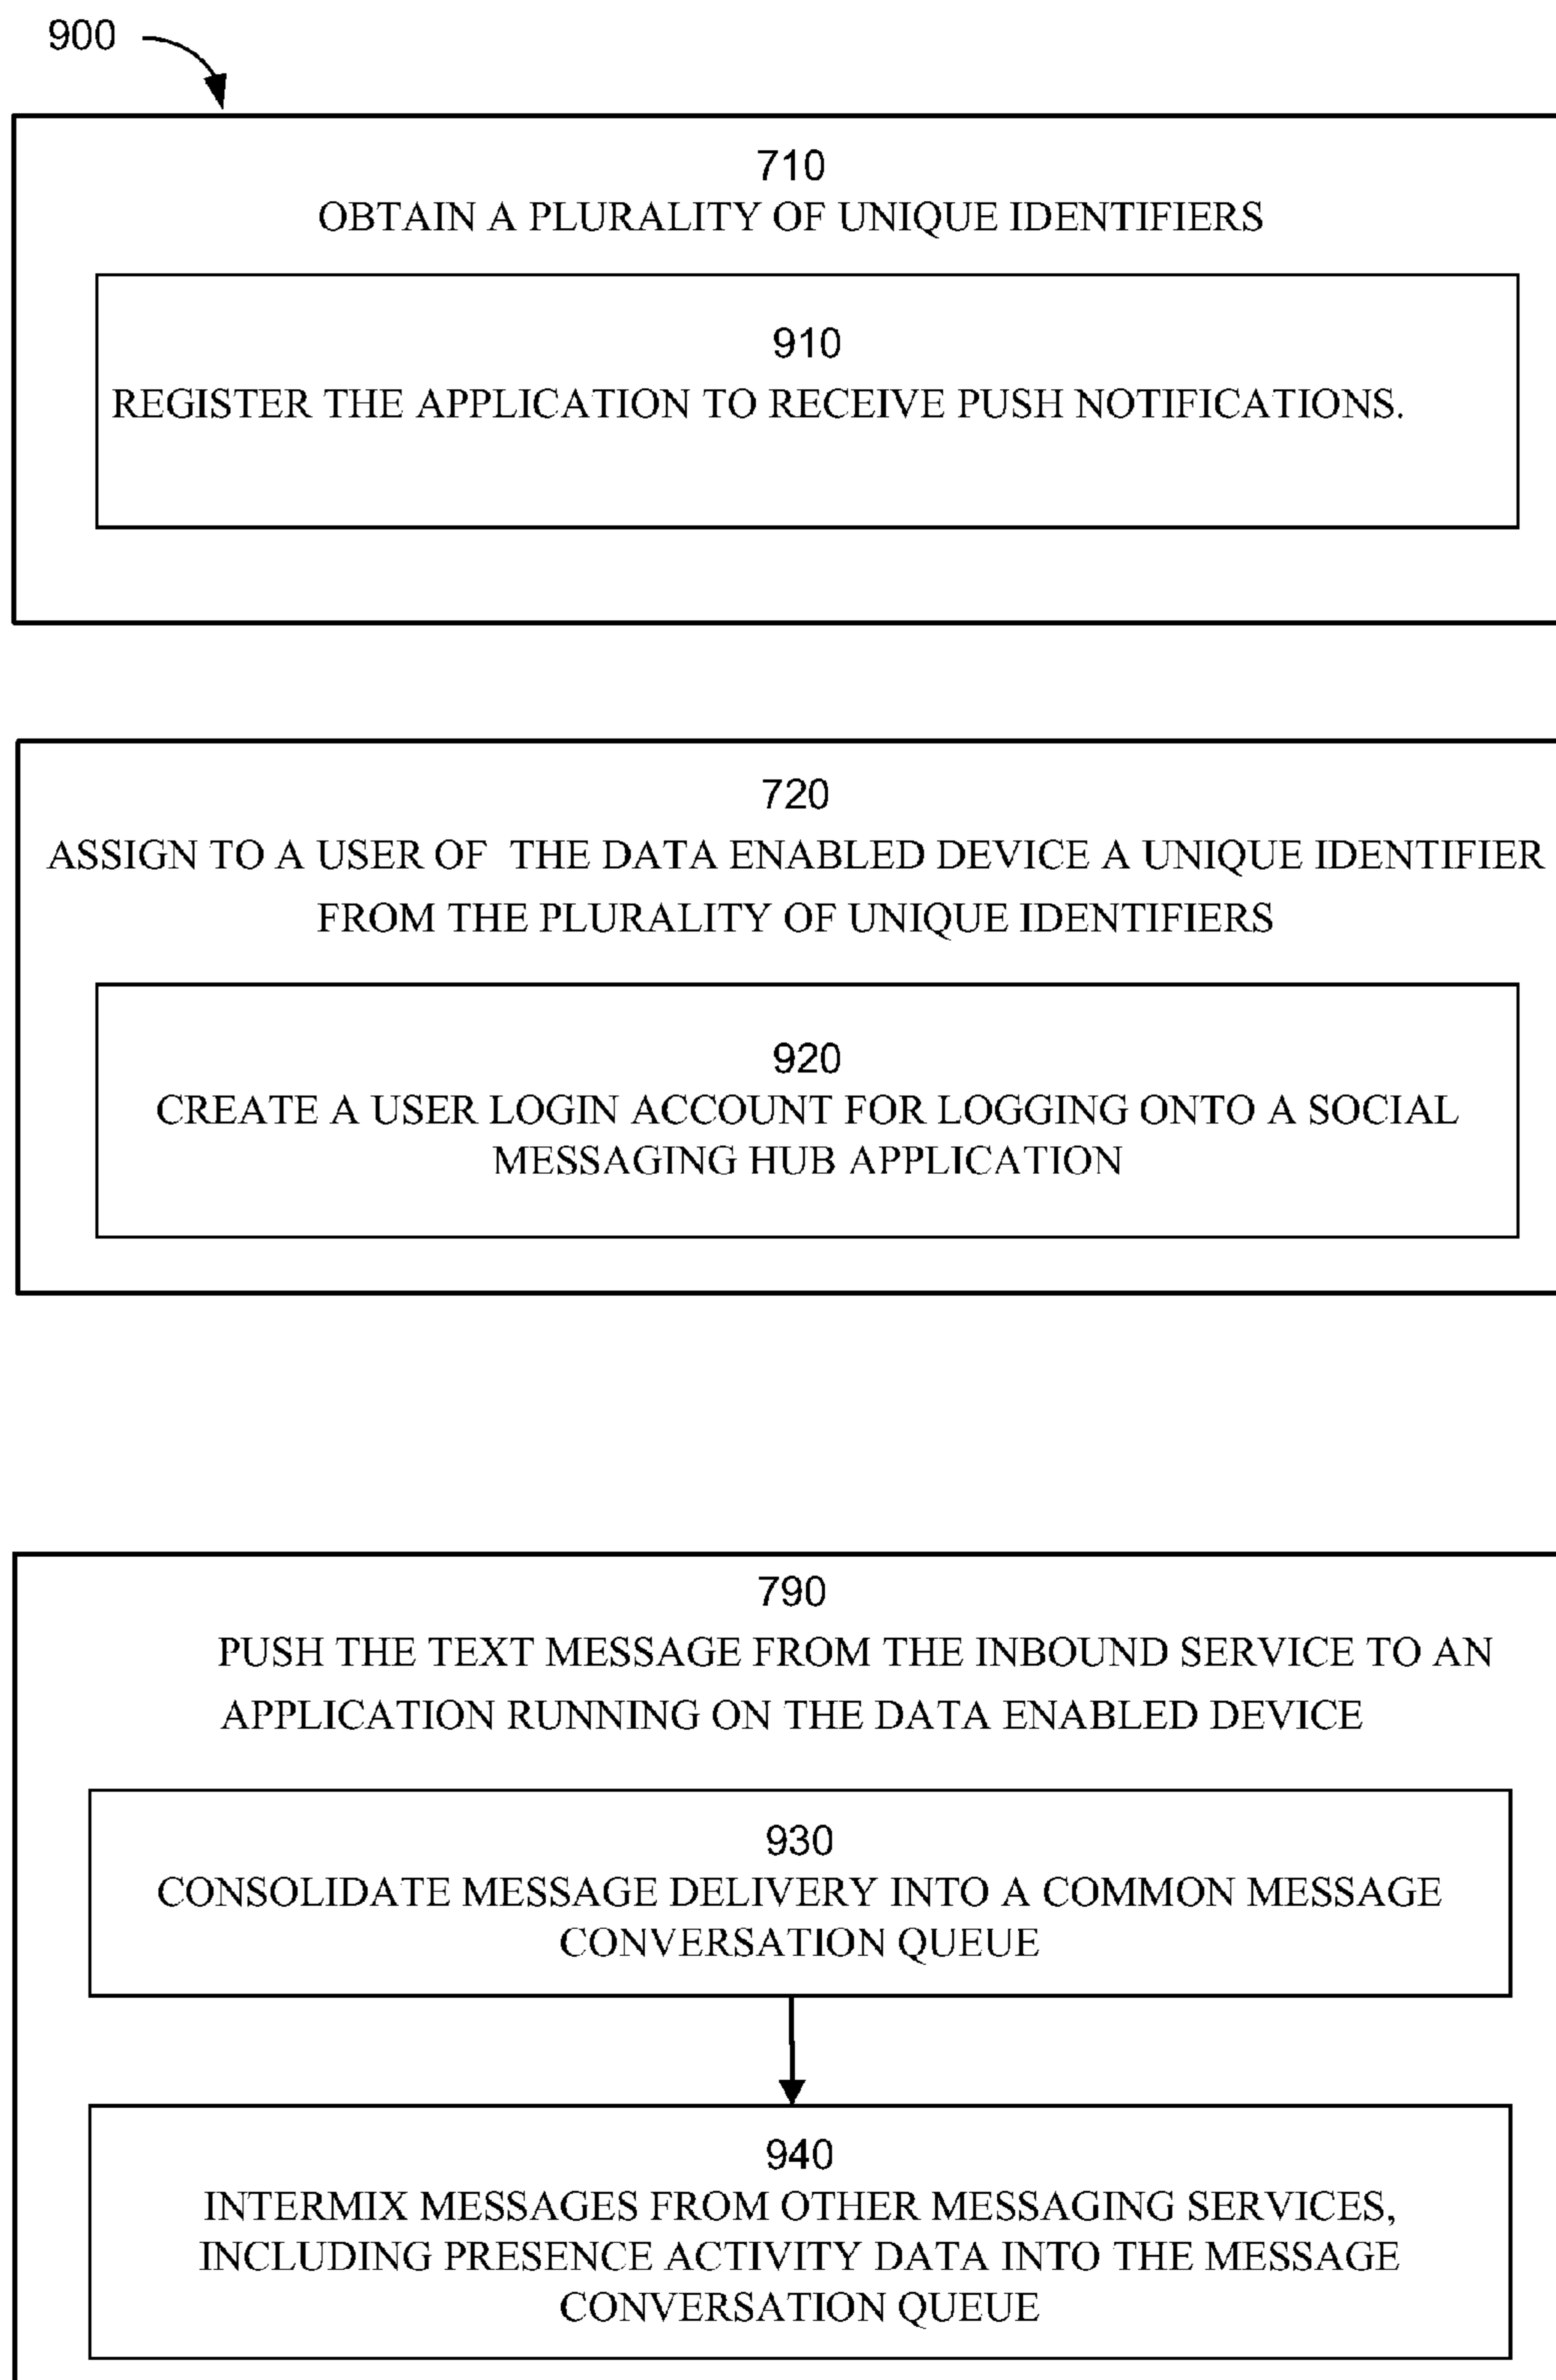 900
710
OBTAIN A PLURALITY OF UNIQUE IDENTIFIERS
910
REGISTER THE APPLICATION TO RECEIVE PUSH NOTIFICATIONS.
720
ASSIGN TO A USER OF THE DATA ENABLED DEVICE A UNIQUE IDENTIFIER
FROM THE PLURALITY OF UNIQUE IDENTIFIERS
920
CREATE A USER LOGIN ACCOUNT FOR LOGGING ONTO A SOCIAL
MESSAGING HUB APPLICATION
790
PUSH THE TEXT MESSAGE FROM THE INBOUND SERVICE TO AN
APPLICATION RUNNING ON THE DATA ENABLED DEVICE
930
CONSOLIDATE MESSAGE DELIVERY INTO A COMMON MESSAGE
CONVERSATION QUEUE
940
INTERMIX MESSAGES FROM OTHER MESSAGING SERVICES,
INCLUDING PRESENCE ACTIVITY DATA INTO THE MESSAGE
CONVERSATION QUEUE